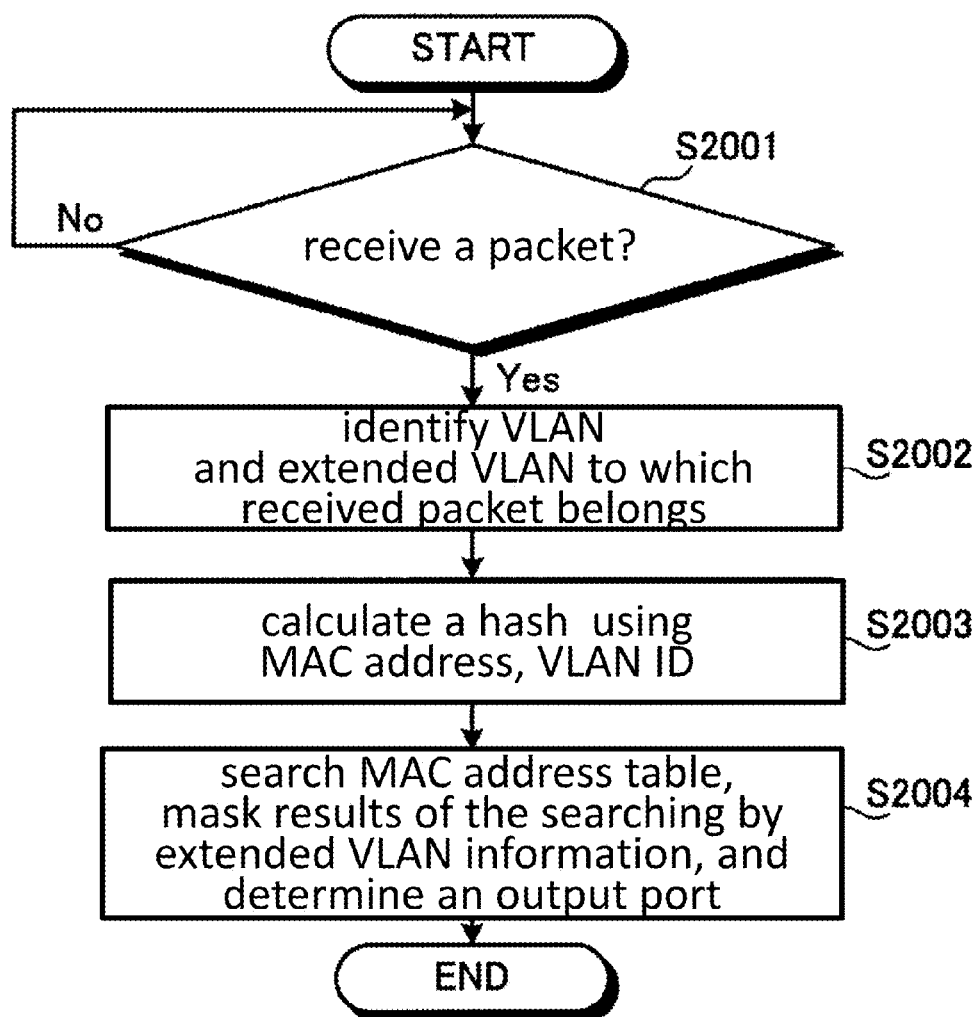 START
S2001
No
receive a packet?
Yes
identify VLAN
and extended VLAN to which
received packet belongs
S2002
calculate a hash using
MAC address, VLAN ID
S2003
search MAC address table,
mask results of the searching by
extended VLAN information, and
determine an output port
S2004
END